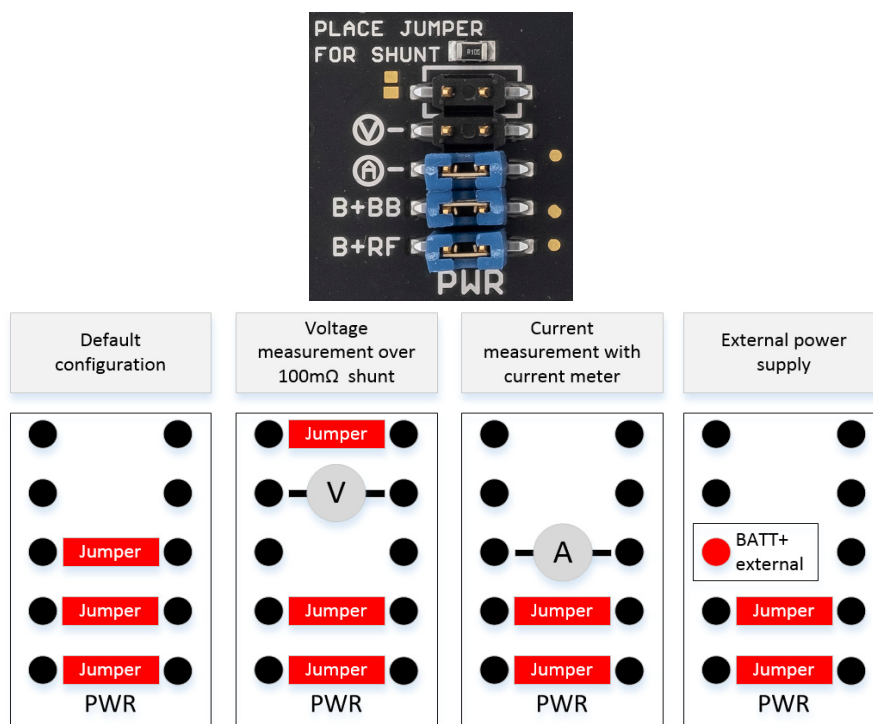 PLACE JUMPER
FOR SHUNT
R100
V
A
B+BB
B+RF
PWR
Default
configuration
Voltage
measurement over
100mΩ shunt
Current
measurement with
current meter
External power
supply
Jumper
V
Jumper
A
BATT+
external
Jumper
Jumper
Jumper
Jumper
Jumper
Jumper
Jumper
Jumper
PWR
PWR
PWR
PWR